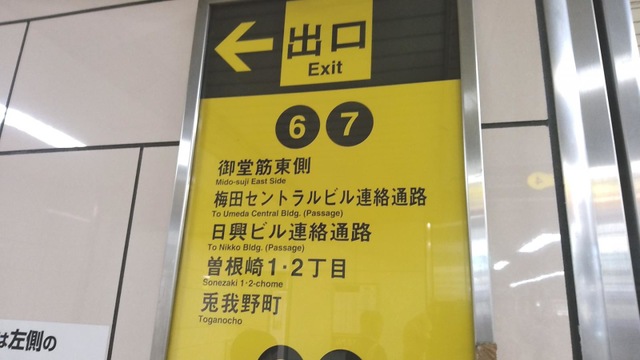 出口
Exit
6 7
御堂筋東側
Mido-suji East Side
梅田セントラルビル連絡通路
To Umeda Central Bldg. (Passage)
日興ビル連絡通路
To Nikko Bldg. (Passage)
曽根崎1・2丁目
Sonezaki 1・2-chome
兎我野町
Toganocho
は左側の